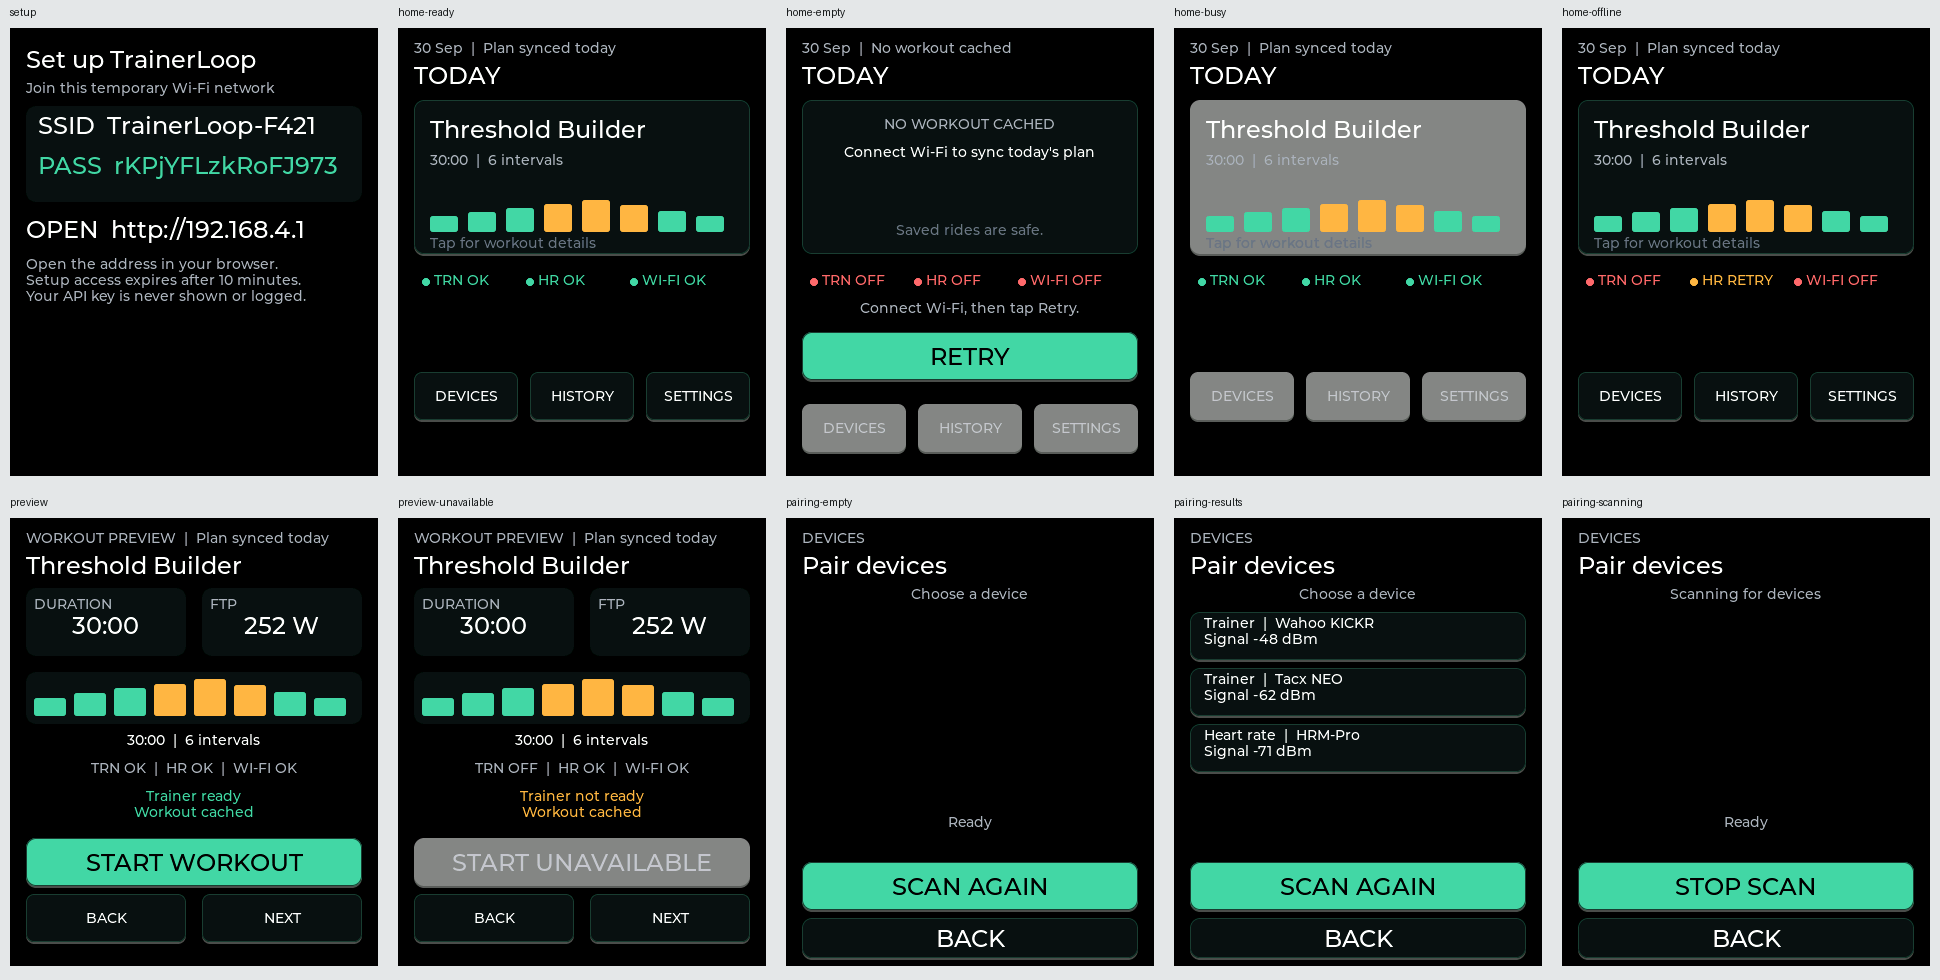 setup
Set up TrainerLoop
Join this temporary Wi-Fi network
SSID TrainerLoop-F421
PASS rKPjYFLzkRoFJ973
OPEN http://192.168.4.1
Open the address in your browser.
Setup access expires after 10 minutes.
Your API key is never shown or logged.
home-ready
30 Sep | Plan synced today
TODAY
Threshold Builder
30:00 | 6 intervals
Tap for workout details
TRN OK HR OK WI-FI OK
DEVICES HISTORY SETTINGS
home-empty
30 Sep | No workout cached
TODAY
NO WORKOUT CACHED
Connect Wi-Fi to sync today's plan
Saved rides are safe.
TRN OFF HR OFF WI-FI OFF
Connect Wi-Fi, then tap Retry.
RETRY
DEVICES HISTORY SETTINGS
home-busy
30 Sep | Plan synced today
TODAY
Threshold Builder
30:00 | 6 intervals
Tap for workout details
TRN OK HR OK WI-FI OK
DEVICES HISTORY SETTINGS
home-offline
30 Sep | Plan synced today
TODAY
Threshold Builder
30:00 | 6 intervals
Tap for workout details
TRN OFF HR RETRY WI-FI OFF
DEVICES HISTORY SETTINGS
preview
WORKOUT PREVIEW | Plan synced today
Threshold Builder
DURATION FTP
30:00 252 W
30:00 | 6 intervals
TRN OK | HR OK | WI-FI OK
Trainer ready
Workout cached
START WORKOUT
BACK NEXT
preview-unavailable
WORKOUT PREVIEW | Plan synced today
Threshold Builder
DURATION FTP
30:00 252 W
30:00 | 6 intervals
TRN OFF | HR OK | WI-FI OK
Trainer not ready
Workout cached
START UNAVAILABLE
BACK NEXT
pairing-empty
DEVICES
Pair devices
Choose a device
Ready
SCAN AGAIN
BACK
pairing-results
DEVICES
Pair devices
Choose a device
Trainer | Wahoo KICKR
Signal -48 dBm
Trainer | Tacx NEO
Signal -62 dBm
Heart rate | HRM-Pro
Signal -71 dBm
SCAN AGAIN
BACK
pairing-scanning
DEVICES
Pair devices
Scanning for devices
Ready
STOP SCAN
BACK